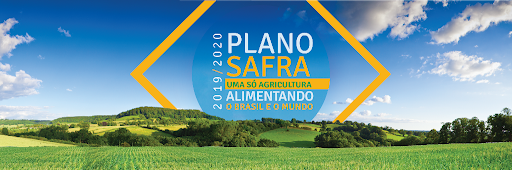 2019/2020
PLANO
SAFRA
UMA SÓ AGRICULTURA
ALIMENTANDO
O BRASIL E O MUNDO